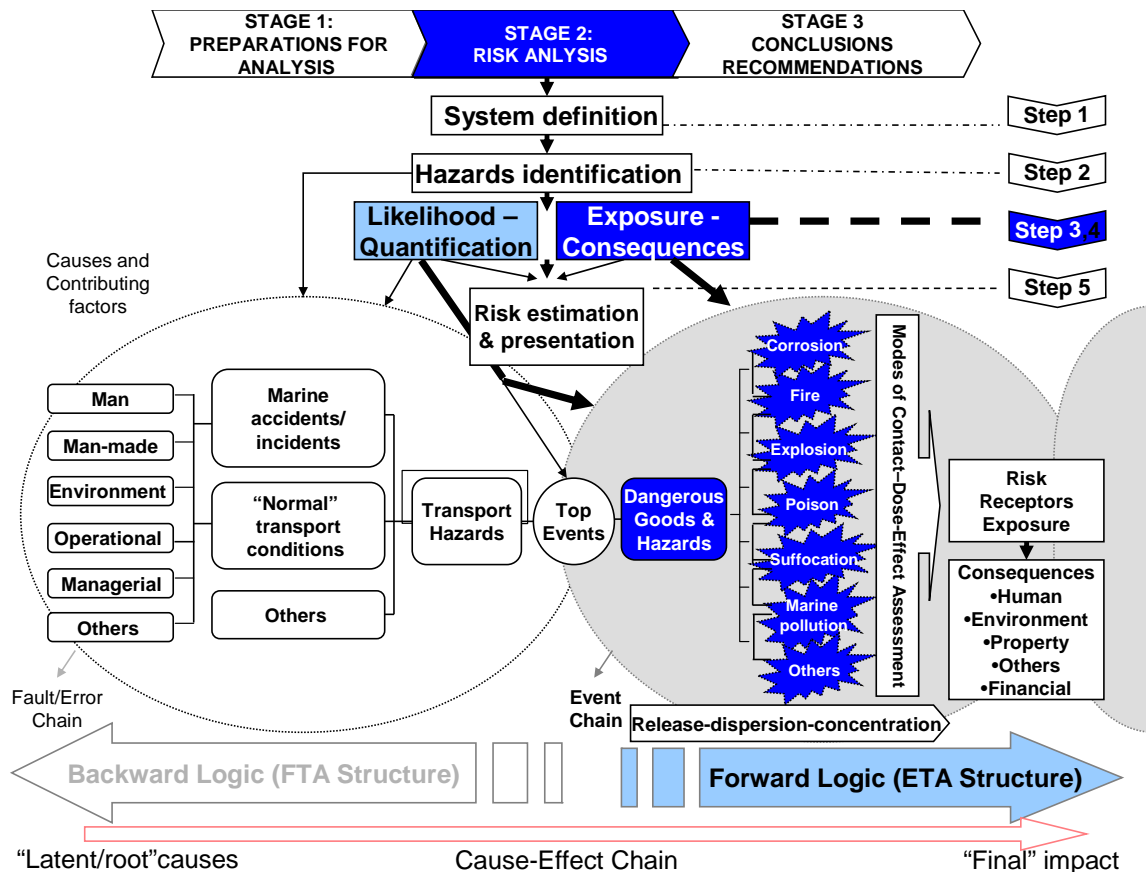 STAGE 1:
PREPARATIONS FOR
ANALYSIS
STAGE 2:
RISK ANLYSIS
STAGE 3
CONCLUSIONS
RECOMMENDATIONS
System definition
Step 1
Hazards identification
Step 2
Likelihood –
Quantification
Exposure -
Consequences
Step 3,4
Causes and
Contributing
factors
Step 5
Risk estimation
& presentation
Man
Man-made
Environment
Operational
Managerial
Others
Marine
accidents/
incidents
“Normal”
transport
conditions
Others
Transport
Hazards
Top
Events
Dangerous
Goods &
Hazards
Corrosion
Fire
Explosion
Poison
Suffocation
Marine
pollution
Others
Modes of Contact–Dose-Effect Assessment
Risk
Receptors
Exposure
Consequences
•Human
•Environment
•Property
•Others
•Financial
Fault/Error
Chain
Event
Chain
Release-dispersion-concentration
Backward Logic (FTA Structure)
Forward Logic (ETA Structure)
“Latent/root”causes
Cause-Effect Chain
“Final” impact